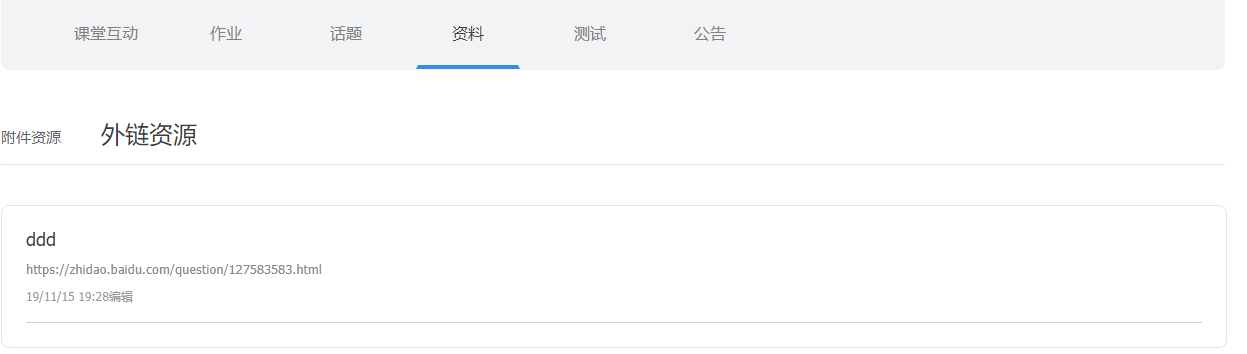 课堂互动 作业 话题 资料 测试 公告
附件资源 外链资源
ddd
https://zhidao.baidu.com/question/127583583.html
19/11/15 19:28编辑